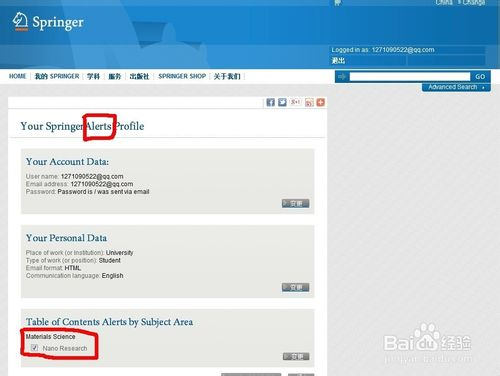 China
Change
Springer
Logged in as: 1271090522@qq.com
退出
HOME 我的 SPRINGER 学科 服务 出版社 SPRINGER SHOP 关于我们
GO
Advanced Search
Your Springer Alerts Profile
Your Account Data:
User name: 1271090522@qq.com
Email address: 1271090522@qq.com
Password: Password is / was sent via email
变更
Your Personal Data
Place of work (or Institution): University
Type of work (or position): Student
Email format: HTML
Communication language: English
变更
Table of Contents Alerts by Subject Area
Materials Science
Nano Research
变更
Baidu 经验
jingyan.baidu.com